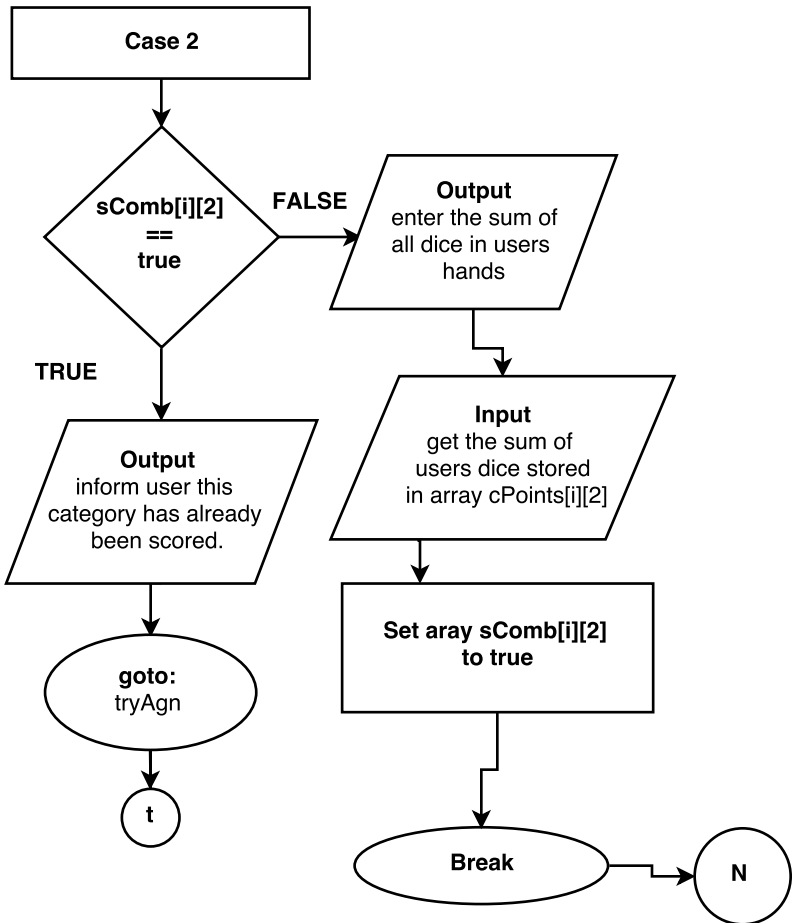 Case 2
sComb[i][2]
==
true
FALSE
Output
enter the sum of
all dice in users
hands
TRUE
Output
inform user this
category has already
been scored.
Input
get the sum of
users dice stored
in array cPoints[i][2]
Set aray sComb[i][2]
to true
goto:
tryAgn
t
Break
N